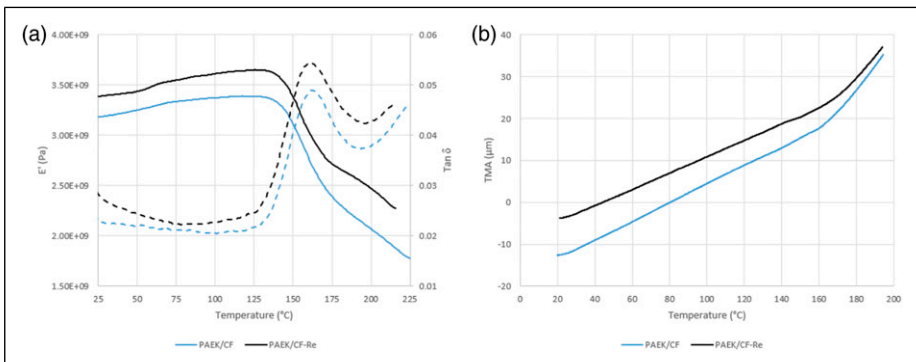 (a)
4.00E+09
3.50E+09
3.00E+09
2.50E+09
2.00E+09
1.50E+09
E' (Pa)
0.06
0.05
0.04
0.03
0.02
0.01
Tan δ
25 50 75 100 125 150 175 200 225
Temperature (°C)
PAEK/CF PAEK/CF-Re
(b)
40
30
20
10
0
-10
-20
TMA (µm)
0 20 40 60 80 100 120 140 160 180 200
Temperature (°C)
PAEK/CF PAEK/CF-Re